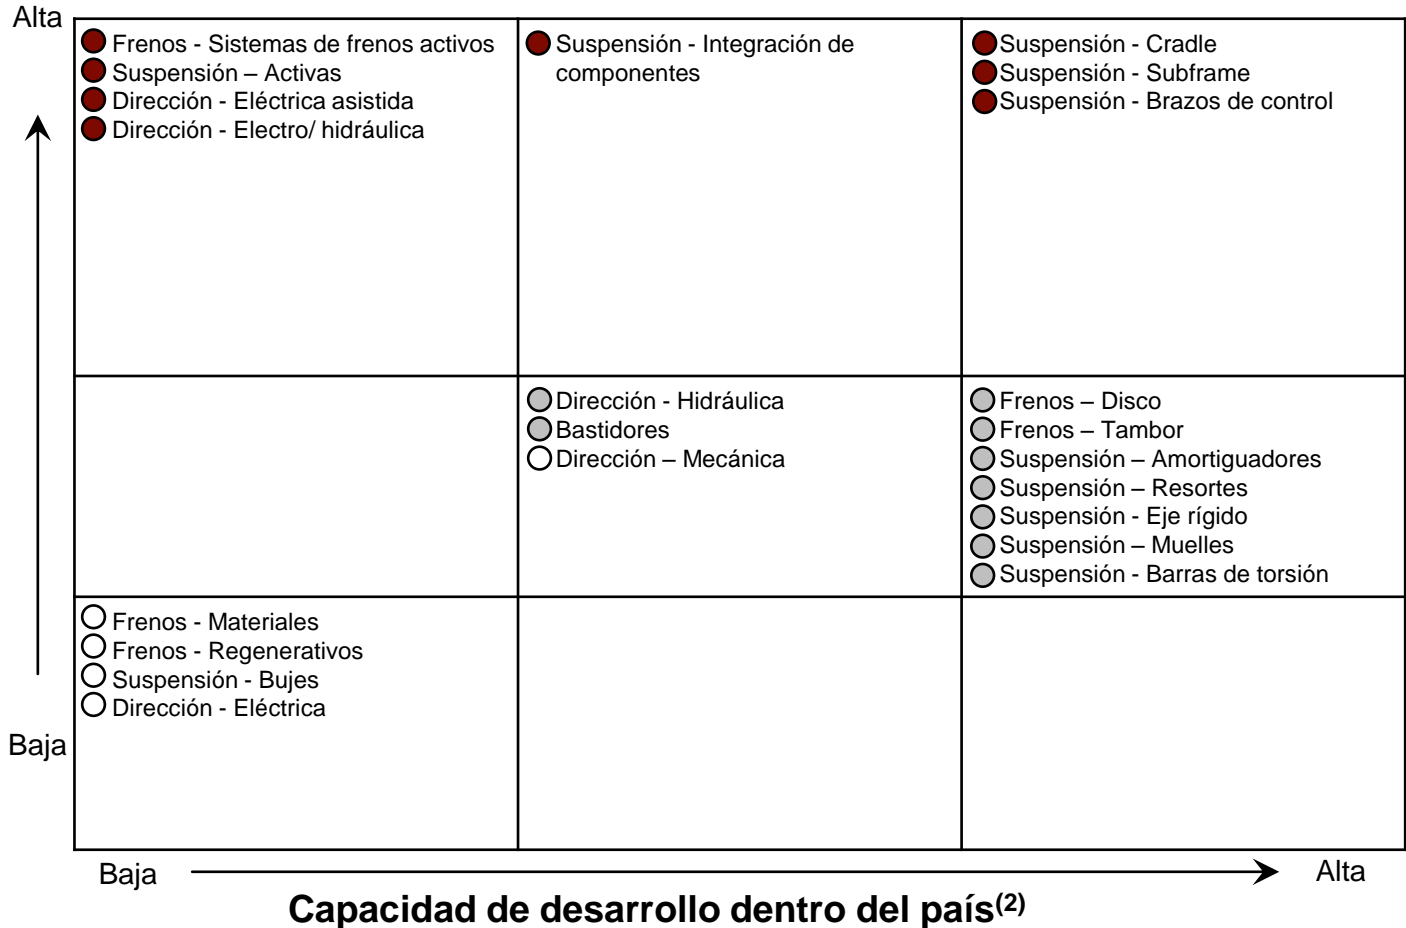 Alta
Frenos - Sistemas de frenos activos
Suspensión – Activas
Dirección - Eléctrica asistida
Dirección - Electro/ hidráulica
Suspensión - Integración de
componentes
Suspensión - Cradle
Suspensión - Subframe
Suspensión - Brazos de control
Dirección - Hidráulica
Bastidores
Dirección – Mecánica
Frenos – Disco
Frenos – Tambor
Suspensión – Amortiguadores
Suspensión – Resortes
Suspensión - Eje rígido
Suspensión – Muelles
Suspensión - Barras de torsión
Frenos - Materiales
Frenos - Regenerativos
Suspensión - Bujes
Dirección - Eléctrica
Baja
Baja
Alta
Capacidad de desarrollo dentro del país(2)